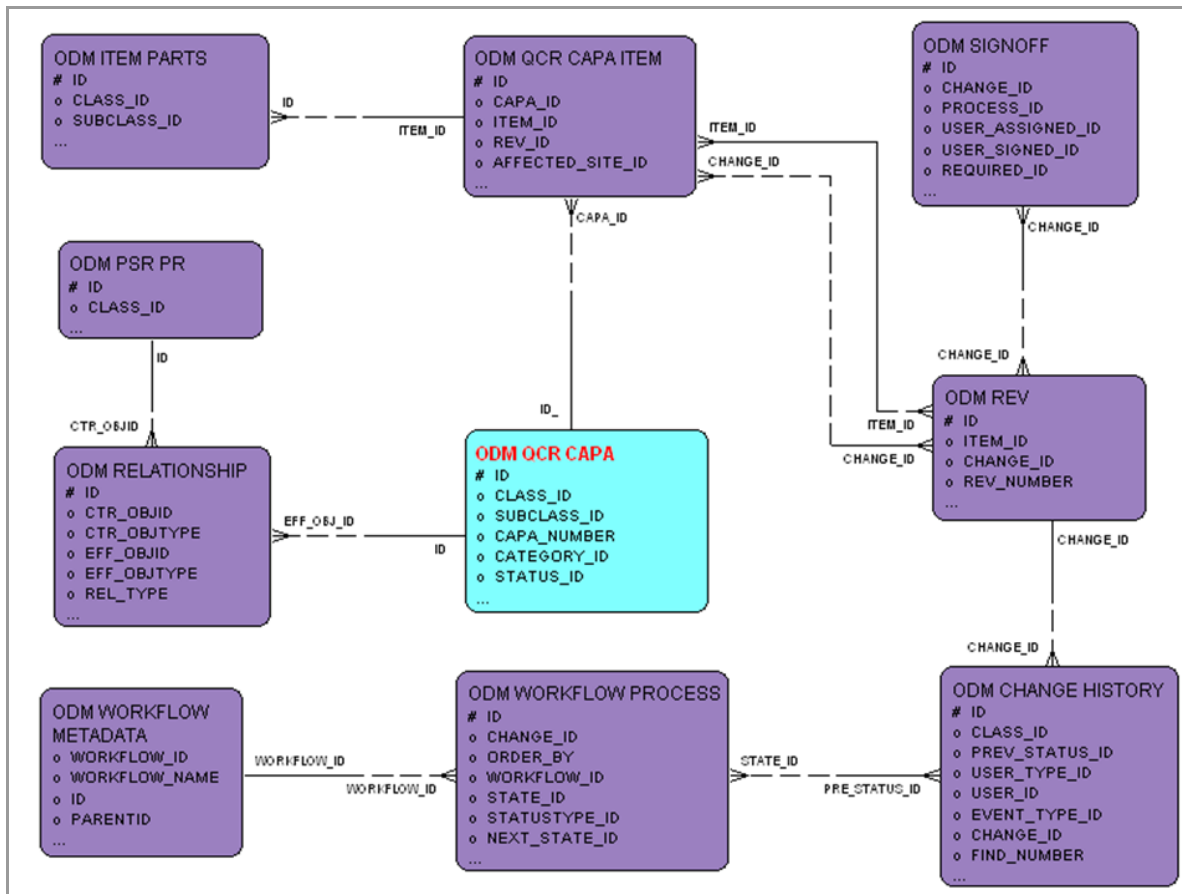 ODM ITEM PARTS
# ID
o CLASS_ID
o SUBCLASS_ID
...
ID
ITEM_ID
ODM QCR CAPA ITEM
# ID
o CAPA_ID
o ITEM_ID
o REV_ID
o AFFECTED_SITE_ID
...
ITEM_ID
CHANGE_ID
CAPA_ID
ODM SIGNOFF
# ID
o CHANGE_ID
o PROCESS_ID
o USER_ASSIGNED_ID
o USER_SIGNED_ID
o REQUIRED_ID
...
CHANGE_ID
CHANGE_ID
ODM PSR PR
# ID
o CLASS_ID
...
ID
CTR_OBJID
ODM RELATIONSHIP
# ID
o CTR_OBJID
o CTR_OBJTYPE
o EFF_OBJID
o EFF_OBJTYPE
o REL_TYPE
...
EFF_OBJ_ID
ID
ID_
ODM QCR CAPA
# ID
o CLASS_ID
o SUBCLASS_ID
o CAPA_NUMBER
o CATEGORY_ID
o STATUS_ID
...
ITEM_ID
CHANGE_ID
ODM REV
# ID
o ITEM_ID
o CHANGE_ID
o REV_NUMBER
...
CHANGE_ID
CHANGE_ID
ODM WORKFLOW
METADATA
o WORKFLOW_ID
o WORKFLOW_NAME
o ID
o PARENTID
...
WORKFLOW_ID
WORKFLOW_ID
ODM WORKFLOW PROCESS
# ID
o CHANGE_ID
o ORDER_BY
o WORKFLOW_ID
o STATE_ID
o STATUSTYPE_ID
o NEXT_STATE_ID
...
STATE_ID
PRE_STATUS_ID
ODM CHANGE HISTORY
# ID
o CLASS_ID
o PREV_STATUS_ID
o USER_TYPE_ID
o USER_ID
o EVENT_TYPE_ID
o CHANGE_ID
o FIND_NUMBER
...